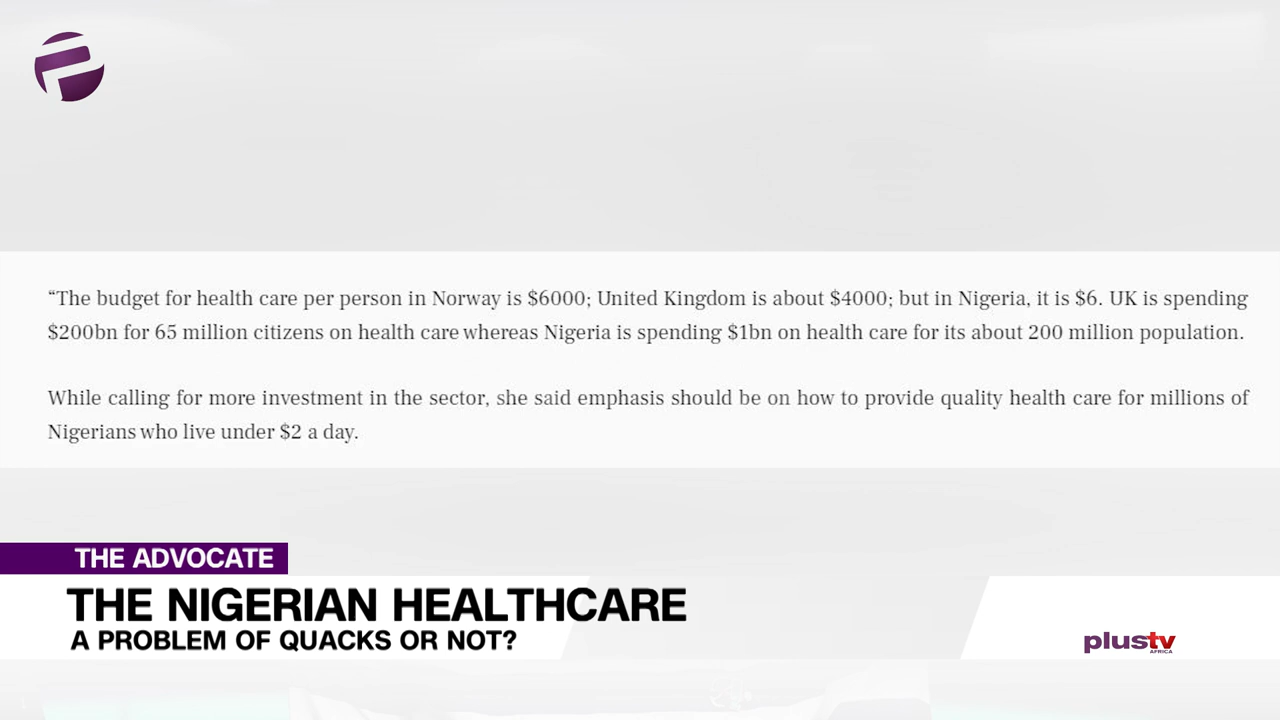 “The budget for health care per person in Norway is $6000; United Kingdom is about $4000; but in Nigeria, it is $6. UK is spending
$200bn for 65 million citizens on health care whereas Nigeria is spending $1bn on health care for its about 200 million population.
While calling for more investment in the sector, she said emphasis should be on how to provide quality health care for millions of
Nigerians who live under $2 a day.
THE ADVOCATE
THE NIGERIAN HEALTHCARE
A PROBLEM OF QUACKS OR NOT?
plustv
AFRICA